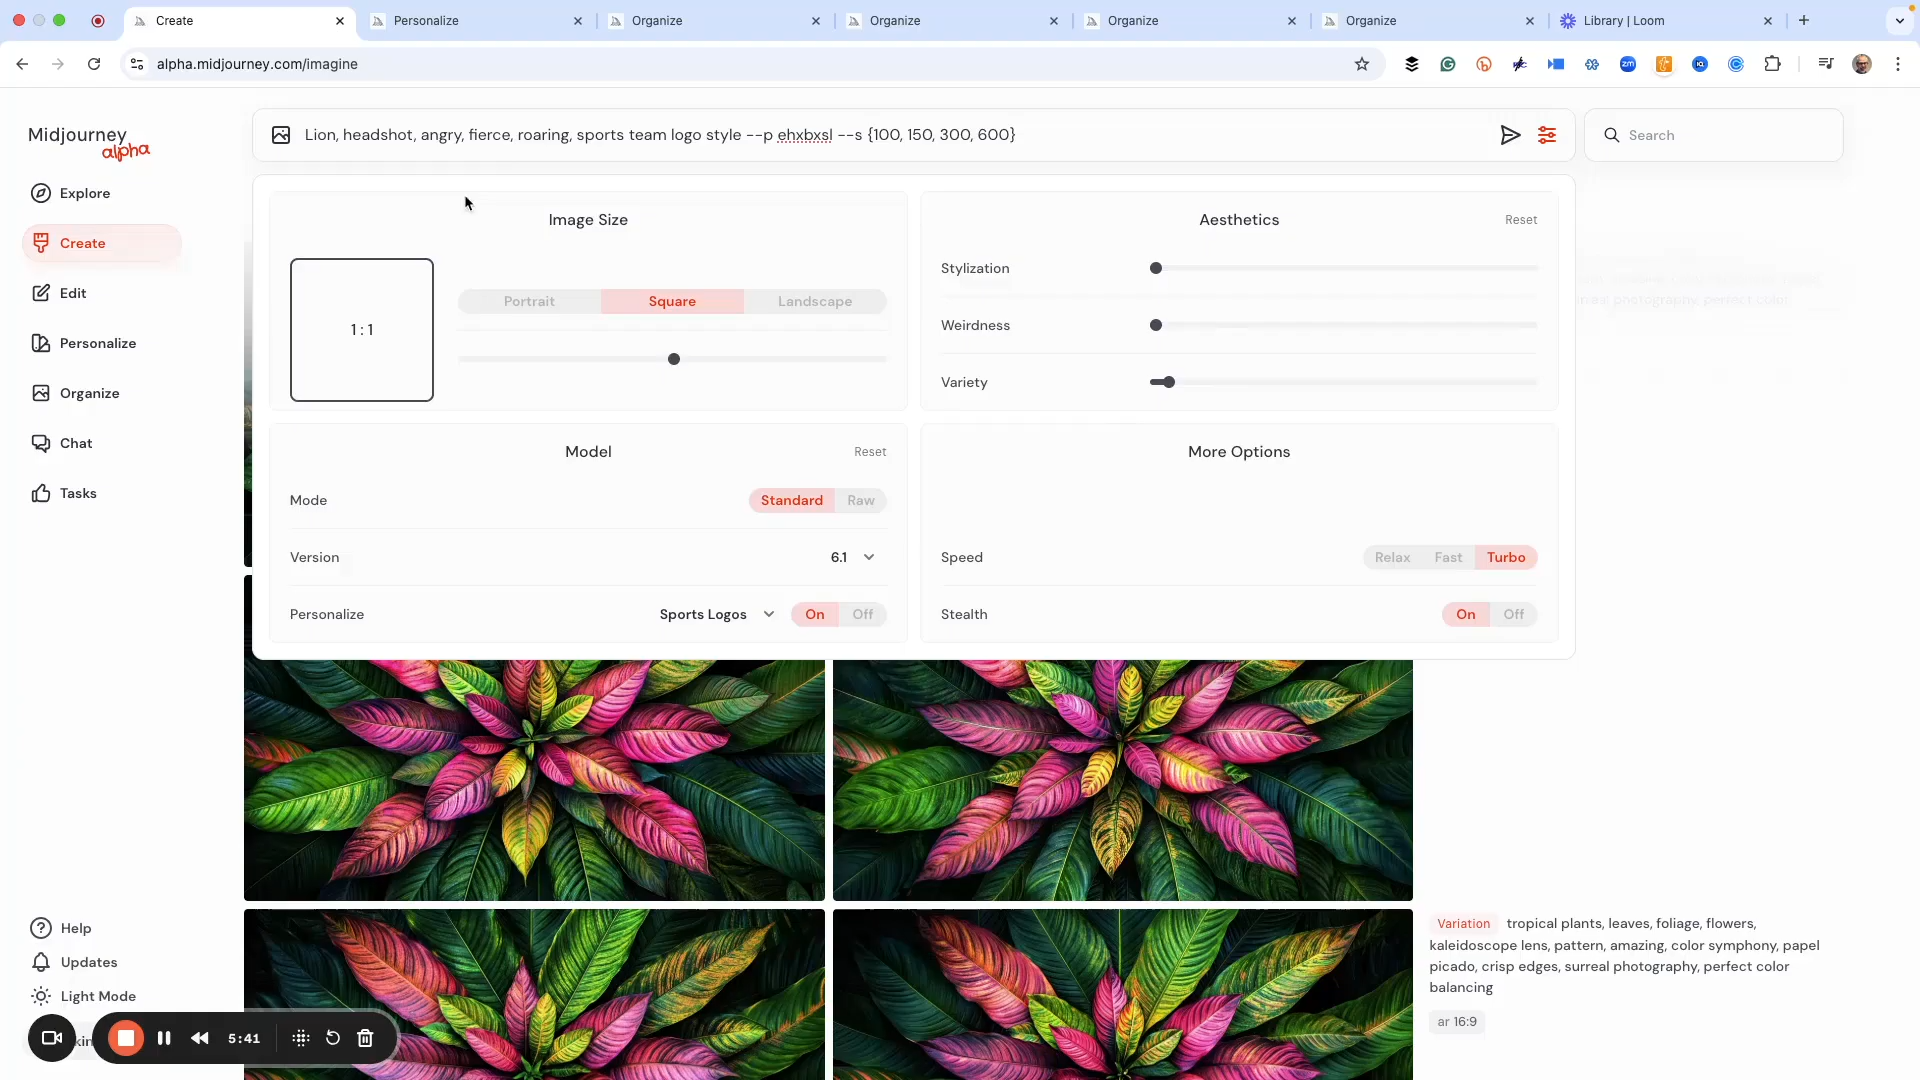 Create
Personalize
Organize
Organize
Organize
Organize
Library | Loom
alpha.midjourney.com/imagine
Midjourney
alpha
Lion, headshot, angry, fierce, roaring, sports team logo style --p ehxbxsl --s {100, 150, 300, 600}
Search
Explore
Create
Edit
Personalize
Organize
Chat
Tasks
Image Size
1 : 1
Portrait
Square
Landscape
Aesthetics
Reset
Stylization
Weirdness
Variety
Model
Reset
Mode
Standard
Raw
Version
6.1
Personalize
Sports Logos
On
Off
More Options
Speed
Relax
Fast
Turbo
Stealth
On
Off
Variation tropical plants, leaves, foliage, flowers,
kaleidoscope lens, pattern, amazing, color symphony, papel
picado, crisp edges, surreal photography, perfect color
balancing
ar 16:9
Help
Updates
Light Mode
5:41